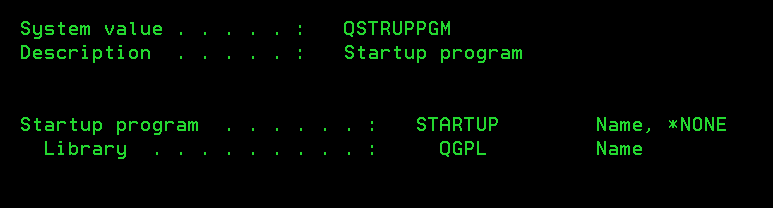 System value . . . . . :   QSTRUPPGM
Description  . . . . . :   Startup program
Startup program  . . . . . . :   STARTUP        Name, *NONE
  Library  . . . . . . . . . :     QGPL         Name